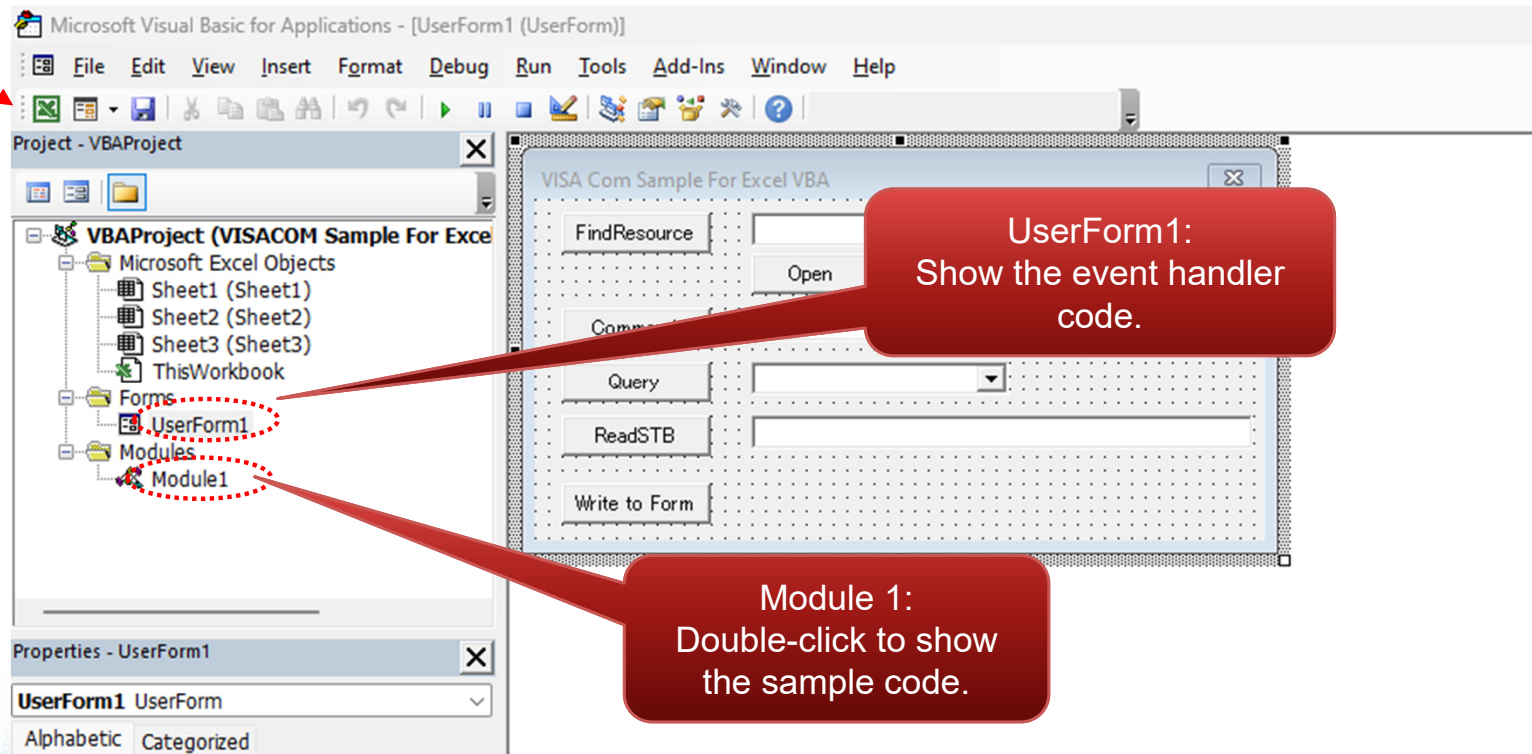 Microsoft Visual Basic for Applications - [UserForm1 (UserForm)]
File Edit View Insert Format Debug Run Tools Add-Ins Window Help
Project - VBAProject
VBAProject (VISACOM Sample For Exce
Microsoft Excel Objects
Sheet1 (Sheet1)
Sheet2 (Sheet2)
Sheet3 (Sheet3)
ThisWorkbook
Forms
UserForm1
Modules
Module1
Properties - UserForm1
UserForm1 UserForm
Alphabetic Categorized
VISA Com Sample For Excel VBA
FindResource
Open
Query
ReadSTB
Write to Form
UserForm1:
Show the event handler
code.
Module 1:
Double-click to show
the sample code.